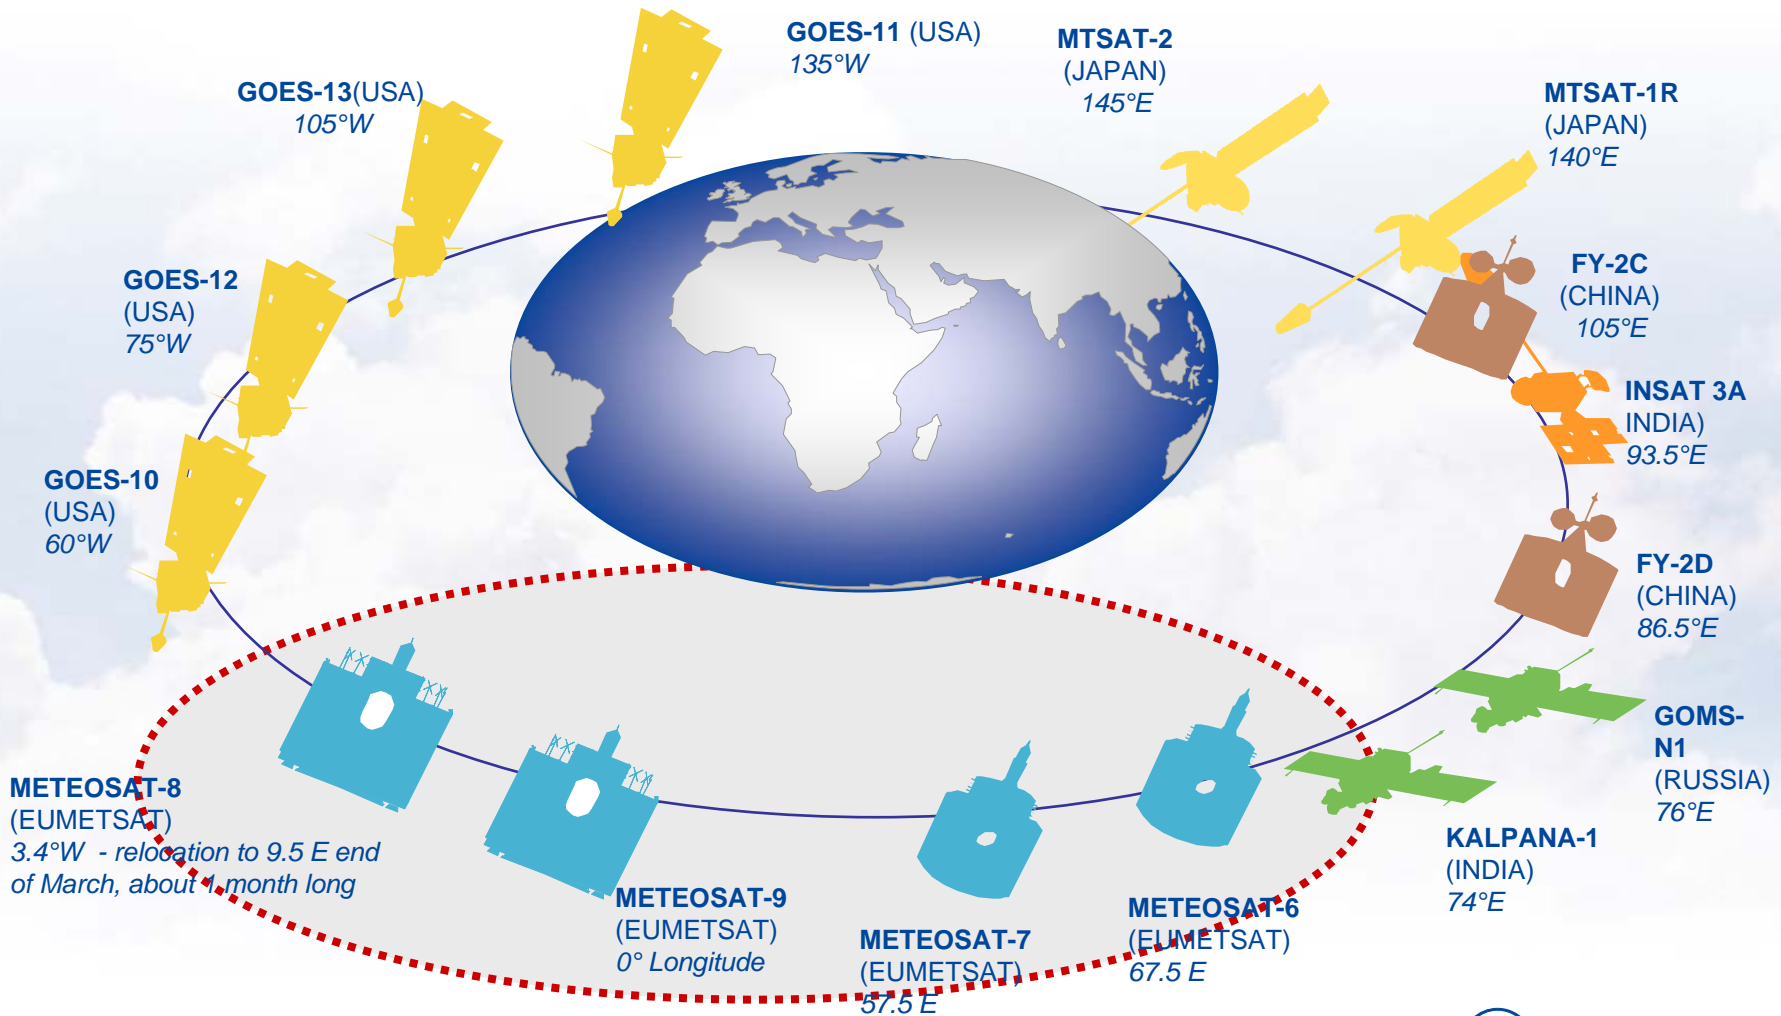 GOES-11 (USA)
135°W
MTSAT-2
(JAPAN)
145°E
GOES-13(USA)
105°W
MTSAT-1R
(JAPAN)
140°E
GOES-12
(USA)
75°W
FY-2C
(CHINA)
105°E
INSAT 3A
INDIA)
93.5°E
GOES-10
(USA)
60°W
FY-2D
(CHINA)
86.5°E
GOMS-
N1
(RUSSIA)
76°E
METEOSAT-8
(EUMETSAT)
3.4°W - relocation to 9.5 E end
of March, about 1 month long
KALPANA-1
(INDIA)
74°E
METEOSAT-9
(EUMETSAT)
0° Longitude
METEOSAT-6
(EUMETSAT)
67.5 E
METEOSAT-7
(EUMETSAT)
57.5 E